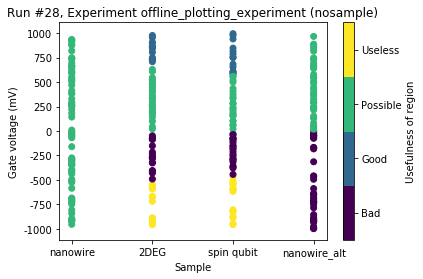 Run #28, Experiment offline_plotting_experiment (nosample)
1000
750
500
250
0
-250
-500
-750
-1000
Gate voltage (mV)
nanowire
2DEG
spin qubit
nanowire_alt
Sample
Useless
Possible
Good
Bad
Usefulness of region